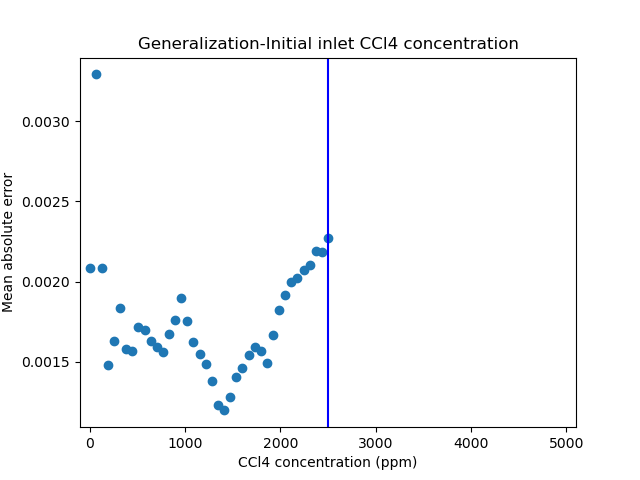 Generalization-Initial inlet CCl4 concentration
Mean absolute error
0.0030
0.0025
0.0020
0.0015
0 1000 2000 3000 4000 5000
CCl4 concentration (ppm)